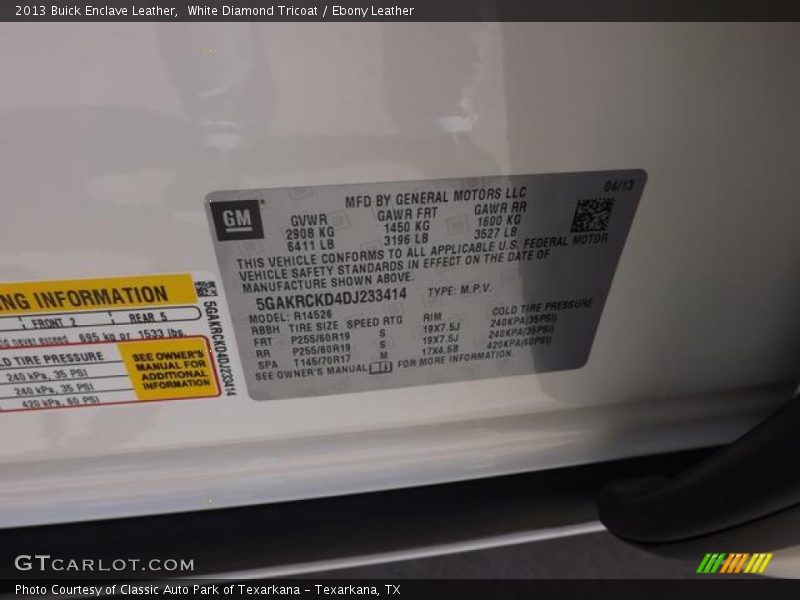 2013 Buick Enclave Leather, White Diamond Tricoat / Ebony Leather
04/13
GM
MFD BY GENERAL MOTORS LLC
GVWR GAWR FRT GAWR RR
2908 KG 1450 KG 1600 KG
6411 LB 3196 LB 3527 LB
THIS VEHICLE CONFORMS TO ALL APPLICABLE U.S. FEDERAL MOTOR
VEHICLE SAFETY STANDARDS IN EFFECT ON THE DATE OF
MANUFACTURE SHOWN ABOVE.
5GAKRCKD4DJ233414 TYPE: M.P.V.
MODEL: R14526
RBBH TIRE SIZE SPEED RTG RIM COLD TIRE PRESSURE
FRT P255/60R19 S 19X7.5J 240KPA(35PSI)
RR P255/60R19 S 19X7.5J 240KPA(35PSI)
SPA T145/70R17 M 17X4.5B 420KPA(60PSI)
SEE OWNER'S MANUAL FOR MORE INFORMATION.
NG INFORMATION
FRONT 2 REAR 5
exceed 695 kg or 1533 lbs.
D TIRE PRESSURE
240 kPa, 35 PSI
240 kPa, 35 PSI
420 kPa, 60 PSI
SEE OWNER'S
MANUAL FOR
ADDITIONAL
INFORMATION
5GAKRCKD4DJ233414
GTCARLOT.COM
Photo Courtesy of Classic Auto Park of Texarkana - Texarkana, TX